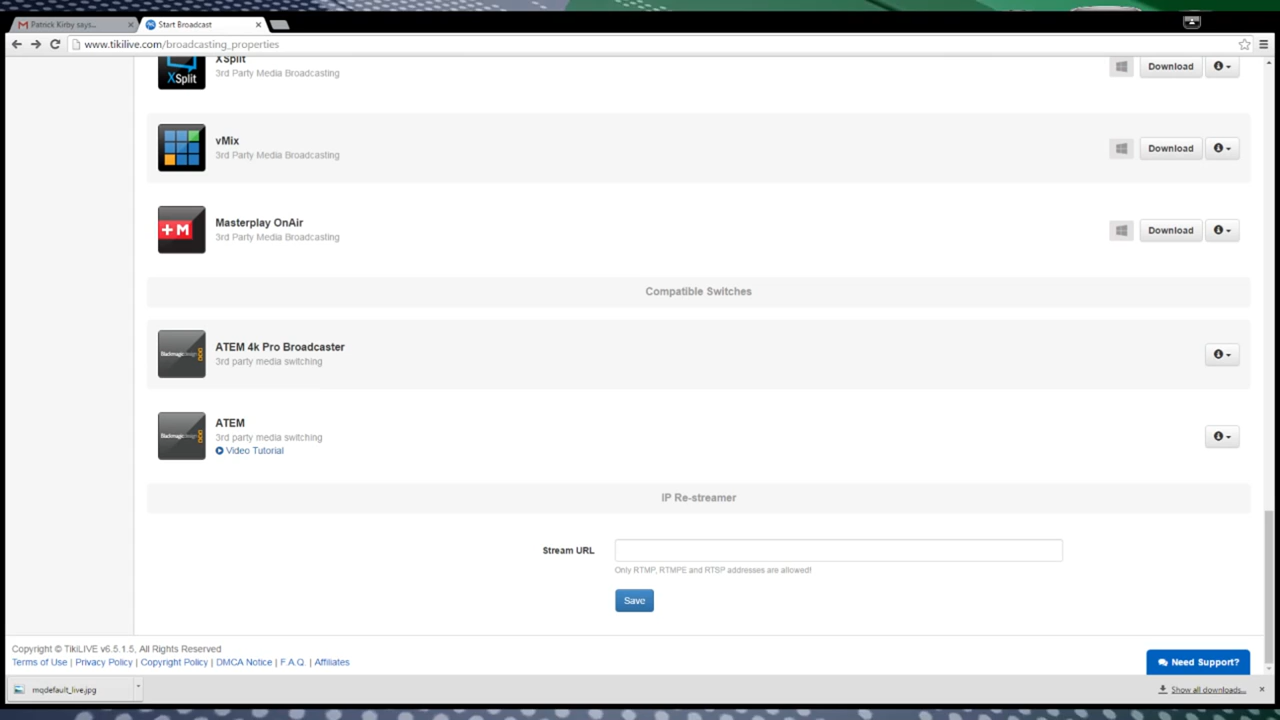 Patrick Kirby says...
Start Broadcast
www.tikilive.com/broadcasting_properties
XSplit
XSplit
3rd Party Media Broadcasting
Download
vMix
3rd Party Media Broadcasting
Download
+M
Masterplay OnAir
3rd Party Media Broadcasting
Download
Compatible Switches
Blackmagicdesign
ATEM 4k Pro Broadcaster
3rd party media switching
Blackmagicdesign
ATEM
3rd party media switching
Video Tutorial
IP Re-streamer
Stream URL
Only RTMP, RTMPE and RTSP addresses are allowed!
Save
Copyright © TikiLIVE v6.5.1.5, All Rights Reserved
Terms of Use | Privacy Policy | Copyright Policy | DMCA Notice | F.A.Q. | Affiliates
Need Support?
mqdefault_live.jpg
Show all downloads...